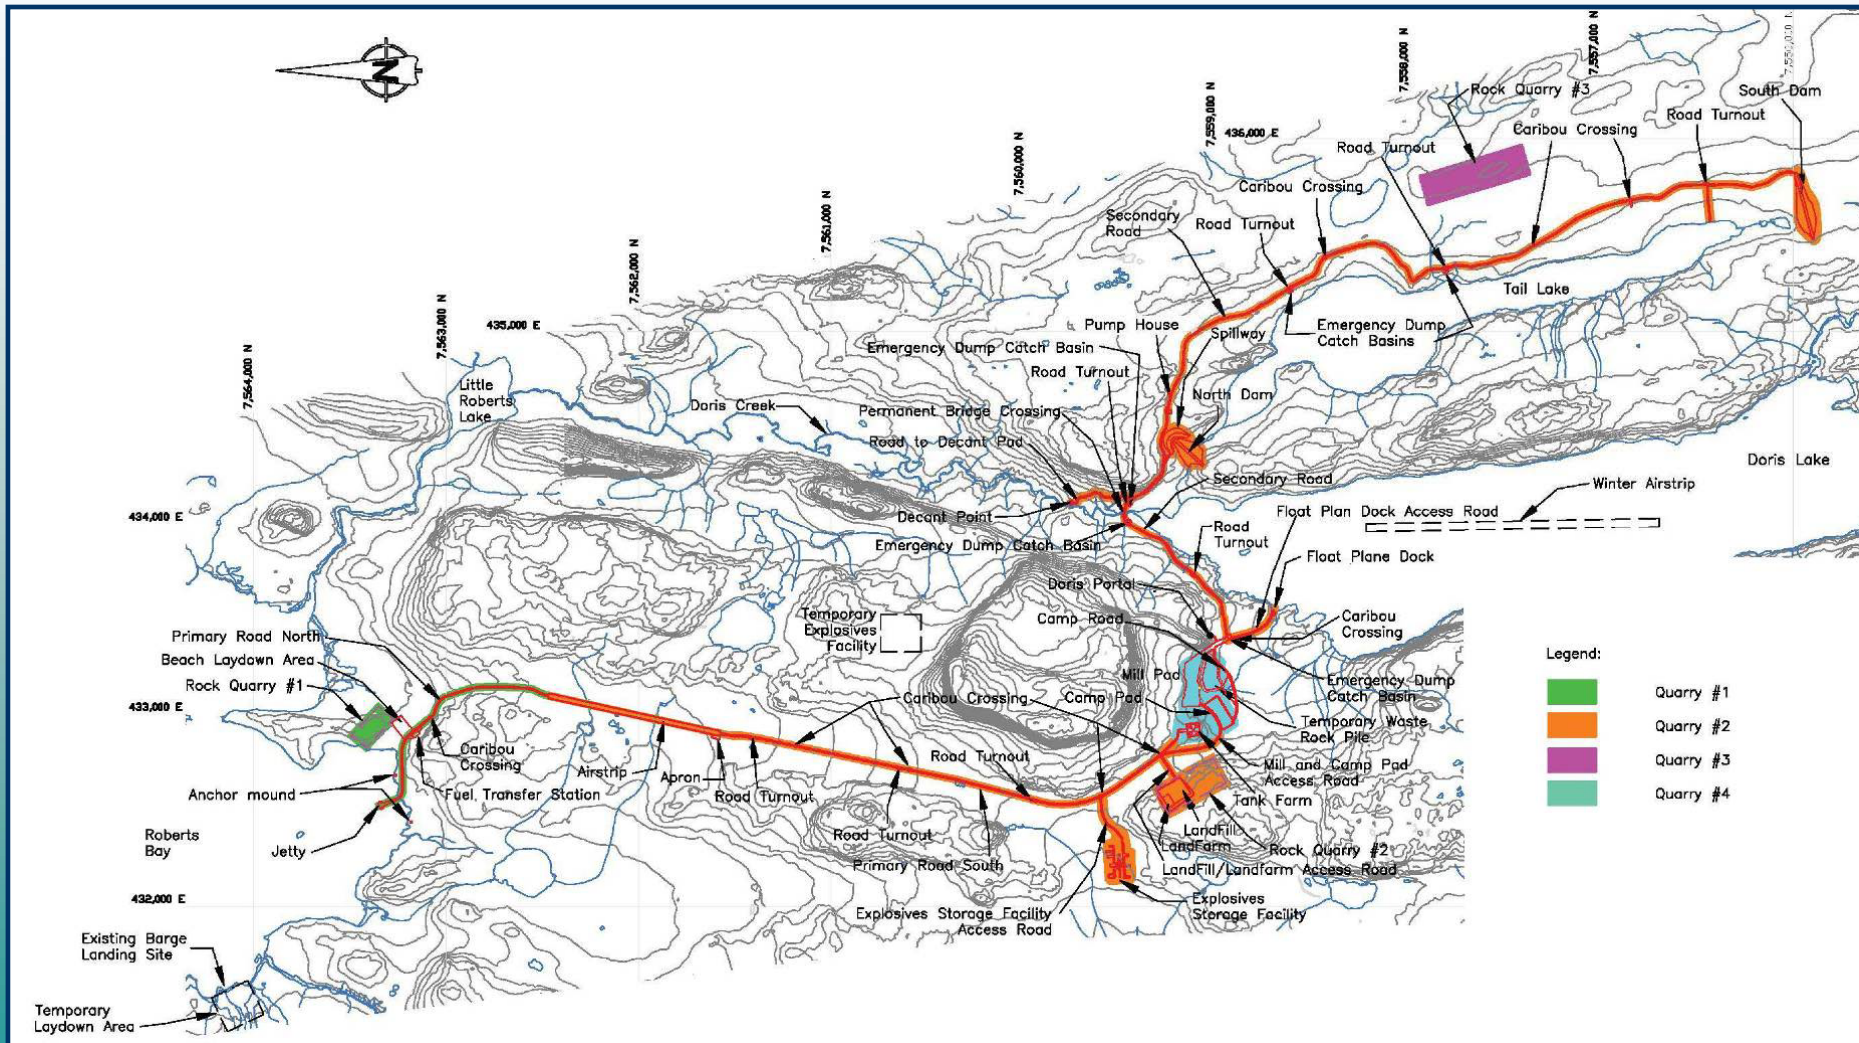 N
7,564,000 N
7,563,000 N
7,562,000 N
7,561,000 N
7,560,000 N
7,559,000 N
7,558,000 N
7,557,000 N
436,000 E
435,000 E
434,000 E
433,000 E
432,000 E
Rock Quarry #3
South Dam
Road Turnout
Caribou Crossing
Road Turnout
Caribou Crossing
Secondary
Road
Road Turnout
Tail Lake
Pump House
Spillway
Emergency Dump
Catch Basins
Emergency Dump Catch Basin
Road Turnout
Little
Roberts
Lake
Doris Creek
Permanent Bridge Crossing
North Dam
Road to Decant Pad
Doris Lake
Secondary Road
Winter Airstrip
Decant Point
Float Plan Dock Access Road
Emergency Dump Catch Basin
Road
Turnout
Float Plane Dock
Doris Portal
Temporary
Explosives
Facility
Camp Road
Caribou
Crossing
Primary Road North
Beach Laydown Area
Rock Quarry #1
Mill Pad
Emergency Dump
Catch Basin
Caribou Crossing
Camp Pad
Temporary Waste
Rock Pile
Caribou
Crossing
Road Turnout
Airstrip
Apron
Mill and Camp Pad
Access Road
Anchor mound
Fuel Transfer Station
Road Turnout
Tank Farm
Roberts
Bay
Jetty
Road Turnout
LandFill
LandFarm
Rock Quarry #2
Primary Road South
LandFill/Landfarm Access Road
Explosives
Storage Facility
Explosives Storage Facility
Access Road
Existing Barge
Landing Site
Temporary
Laydown Area
Legend:
Quarry #1
Quarry #2
Quarry #3
Quarry #4